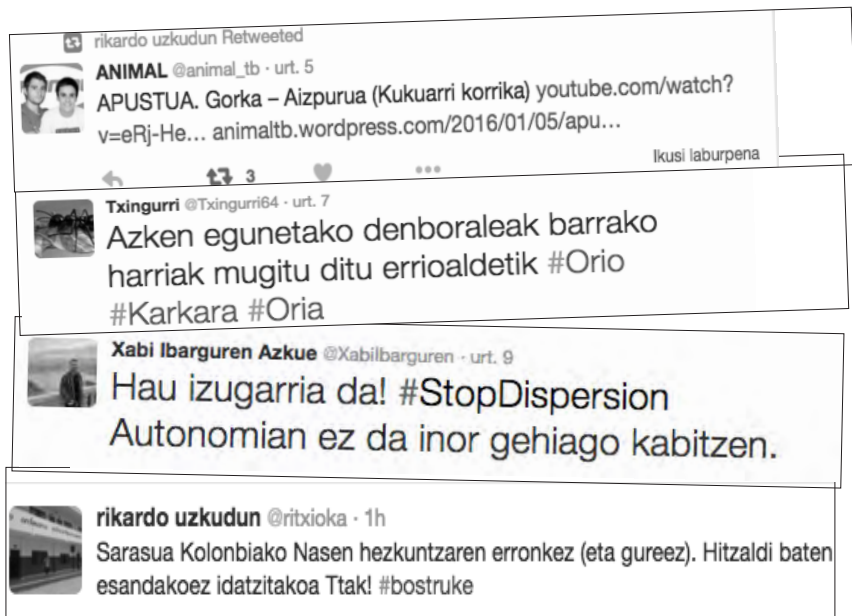 rikardo uzkudun Retweeted
ANIMAL @animal_tb · urt. 5
APUSTUA. Gorka – Aizpurua (Kukuarri korrika) youtube.com/watch?
v=eRj-He... animaltb.wordpress.com/2016/01/05/apu...
Ikusi laburpena
3
Txingurri @Txingurri64 · urt. 7
Azken egunetako denboraleak barrako
harriak mugitu ditu errioaldetik #Orio
#Karkara #Oria
Xabi Ibarguren Azkue @XabiIbarguren · urt. 9
Hau izugarria da! #StopDispersion
Autonomian ez da inor gehiago kabitzen.
rikardo uzkudun @ritxioka · 1h
Sarasua Kolonbiako Nasen hezkuntzaren erronkez (eta gureez). Hitzaldi baten
esandakoez idatzitakoa Ttak! #bostruke